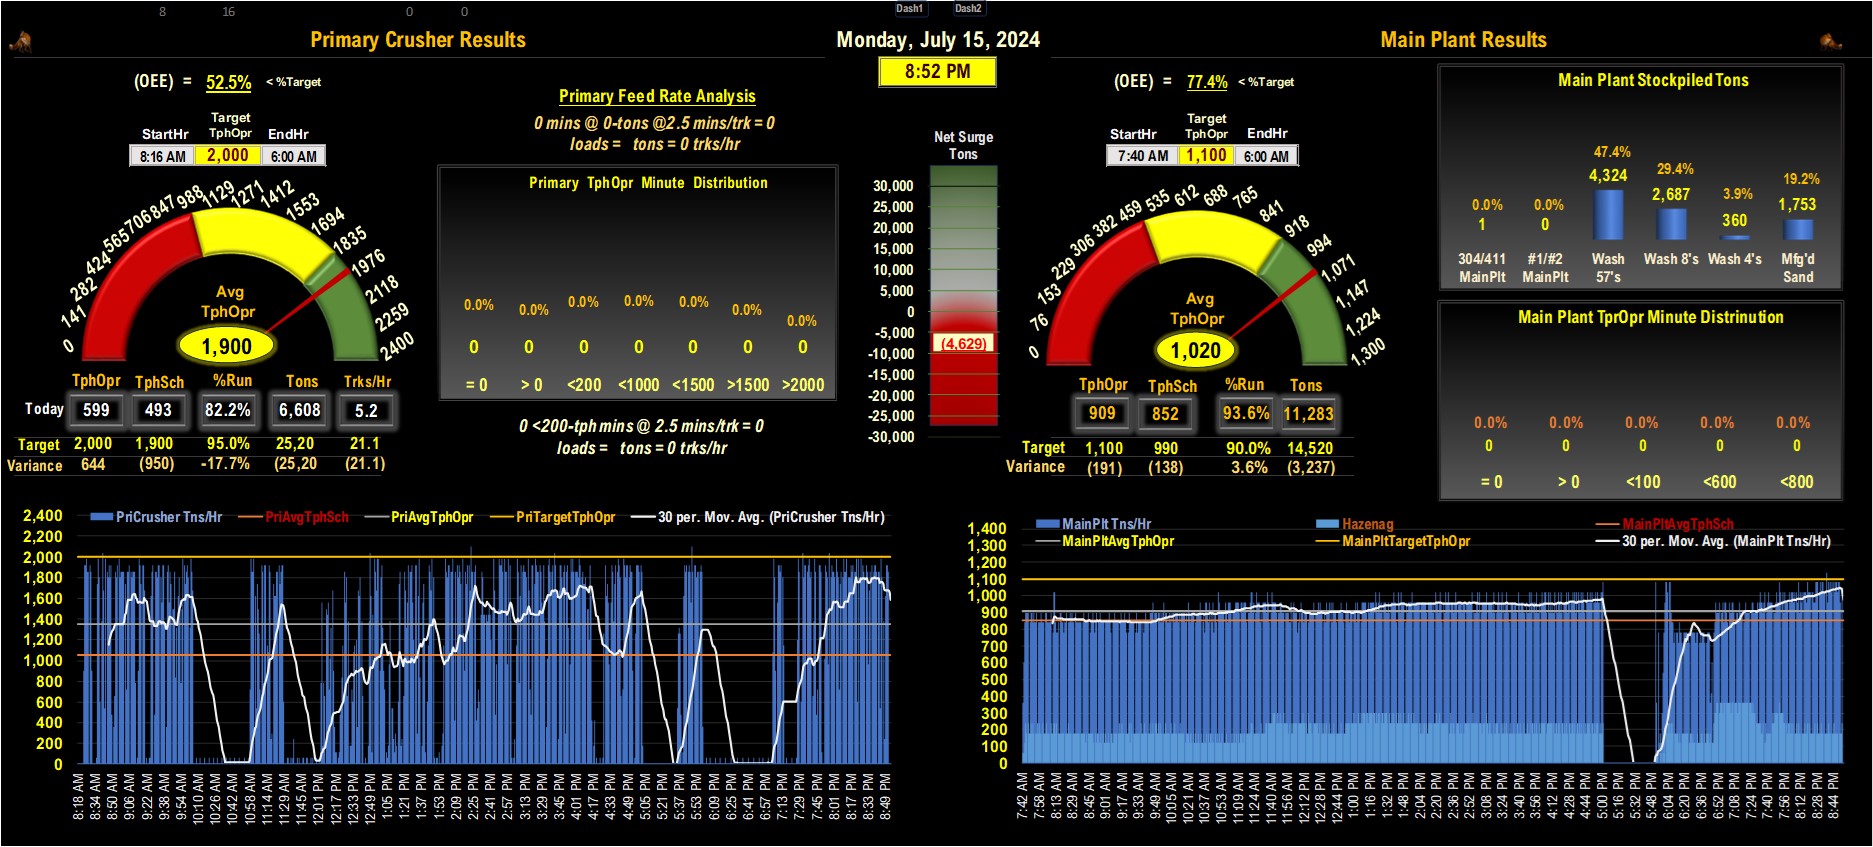 8 16 0 0 Dash1 Dash2
Primary Crusher Results
Monday, July 15, 2024
Main Plant Results
8:52 PM
(OEE) = 52.5% < %Target
StartHr Target TphOpr EndHr
8:16 AM 2,000 6:00 AM
0 141 282 424 565 706 847 988 1129 1271 1412 1553 1694 1835 1976 2118 2259 2400
Avg
TphOpr
1,900
TphOpr TphSch %Run Tons Trks/Hr
Today 599 493 82.2% 6,608 5.2
Target 2,000 1,900 95.0% 25,20 21.1
Variance 644 (950) -17.7% (25,20 (21.1)
Primary Feed Rate Analysis
0 mins @ 0-tons @2.5 mins/trk = 0
loads = tons = 0 trks/hr
Primary TphOpr Minute Distribution
0.0% 0.0% 0.0% 0.0% 0.0% 0.0% 0.0%
0 0 0 0 0 0 0
= 0 > 0 <200 <1000 <1500 >1500 >2000
0 <200-tph mins @ 2.5 mins/trk = 0
loads = tons = 0 trks/hr
Net Surge
Tons
30,000
25,000
20,000
15,000
10,000
5,000
0
-5,000
(4,629)
-10,000
-15,000
-20,000
-25,000
-30,000
(OEE) = 77.4% < %Target
StartHr Target TphOpr EndHr
7:40 AM 1,100 6:00 AM
0 76 153 229 306 382 459 535 612 688 765 841 918 994 1,071 1,147 1,224 1,300
Avg
TphOpr
1,020
TphOpr TphSch %Run Tons
909 852 93.6% 11,283
Target 1,100 990 90.0% 14,520
Variance (191) (138) 3.6% (3,237)
Main Plant Stockpiled Tons
0.0% 0.0% 47.4% 29.4% 3.9% 19.2%
1 0 4,324 2,687 360 1,753
304/411 #1/#2 Wash Wash 8's Wash 4's Mfg'd
MainPlt MainPlt 57's Sand
Main Plant TprOpr Minute Distrinution
0.0% 0.0% 0.0% 0.0% 0.0%
0 0 0 0 0
= 0 > 0 <100 <600 <800
PriCrusher Tns/Hr PriAvgTphSch PriAvgTphOpr PriTargetTphOpr 30 per. Mov. Avg. (PriCrusher Tns/Hr)
2,400
2,200
2,000
1,800
1,600
1,400
1,200
1,000
800
600
400
200
0
8:18 AM 8:34 AM 8:50 AM 9:06 AM 9:22 AM 9:38 AM 9:54 AM 10:10 AM 10:26 AM 10:42 AM 10:58 AM 11:14 AM 11:29 AM 11:45 AM 12:01 PM 12:17 PM 12:33 PM 12:49 PM 1:05 PM 1:21 PM 1:37 PM 1:53 PM 2:09 PM 2:25 PM 2:41 PM 2:57 PM 3:13 PM 3:29 PM 3:45 PM 4:01 PM 4:17 PM 4:33 PM 4:49 PM 5:05 PM 5:21 PM 5:37 PM 5:53 PM 6:09 PM 6:25 PM 6:41 PM 6:57 PM 7:13 PM 7:29 PM 7:45 PM 8:01 PM 8:17 PM 8:33 PM 8:49 PM
MainPlt Tns/Hr Hazenag MainPltAvgTphSch
MainPltAvgTphOpr MainPltTargetTphOpr 30 per. Mov. Avg. (MainPlt Tns/Hr)
1,400
1,300
1,200
1,100
1,000
900
800
700
600
500
400
300
200
100
0
7:42 AM 7:58 AM 8:13 AM 8:29 AM 8:45 AM 9:01 AM 9:17 AM 9:33 AM 9:49 AM 10:05 AM 10:21 AM 10:37 AM 10:53 AM 11:09 AM 11:24 AM 11:40 AM 11:56 AM 12:12 PM 12:28 PM 12:44 PM 1:00 PM 1:16 PM 1:32 PM 1:48 PM 2:04 PM 2:20 PM 2:36 PM 2:52 PM 3:08 PM 3:24 PM 3:40 PM 3:56 PM 4:12 PM 4:28 PM 4:44 PM 5:00 PM 5:16 PM 5:32 PM 5:48 PM 6:04 PM 6:20 PM 6:36 PM 6:52 PM 7:08 PM 7:24 PM 7:40 PM 7:56 PM 8:12 PM 8:28 PM 8:44 PM